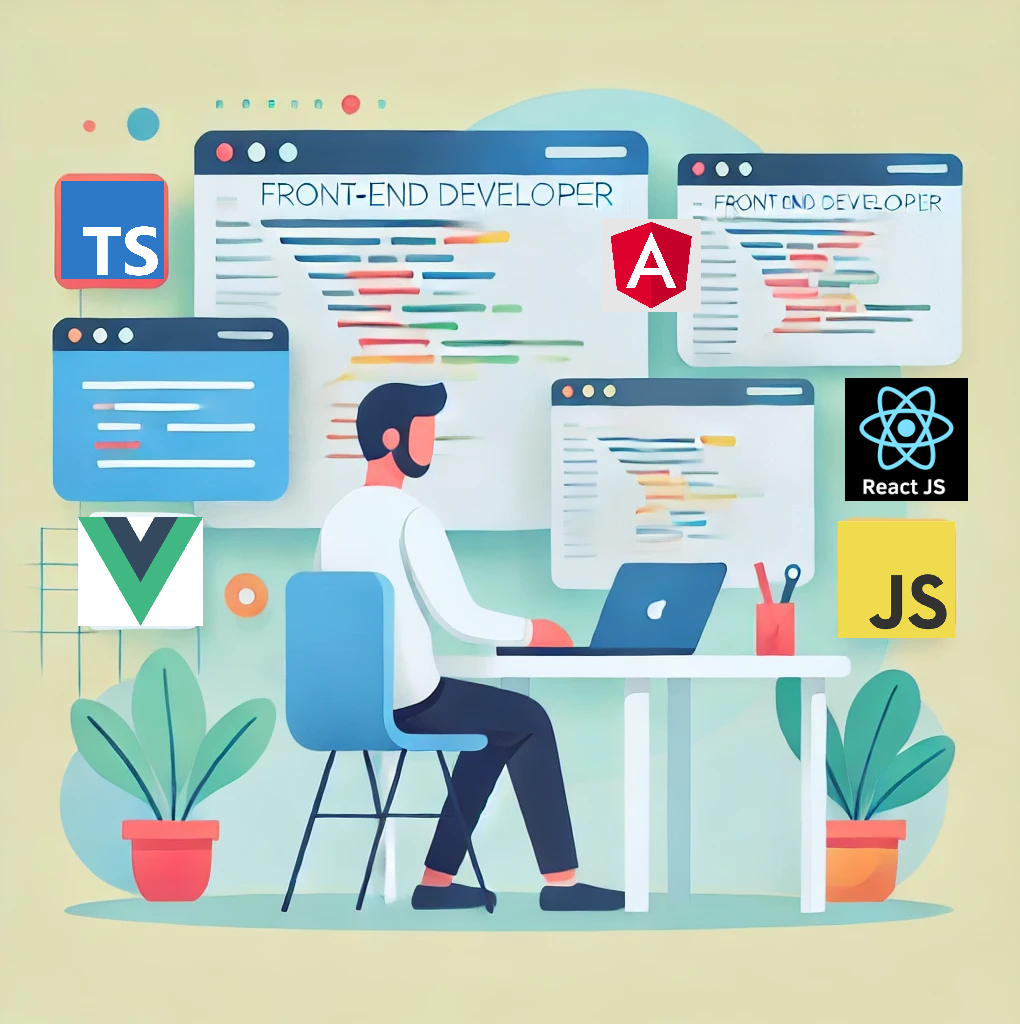 FRONT-END DEVELOPER
FRONT END DEVELOPER
TS
A
React JS
JS